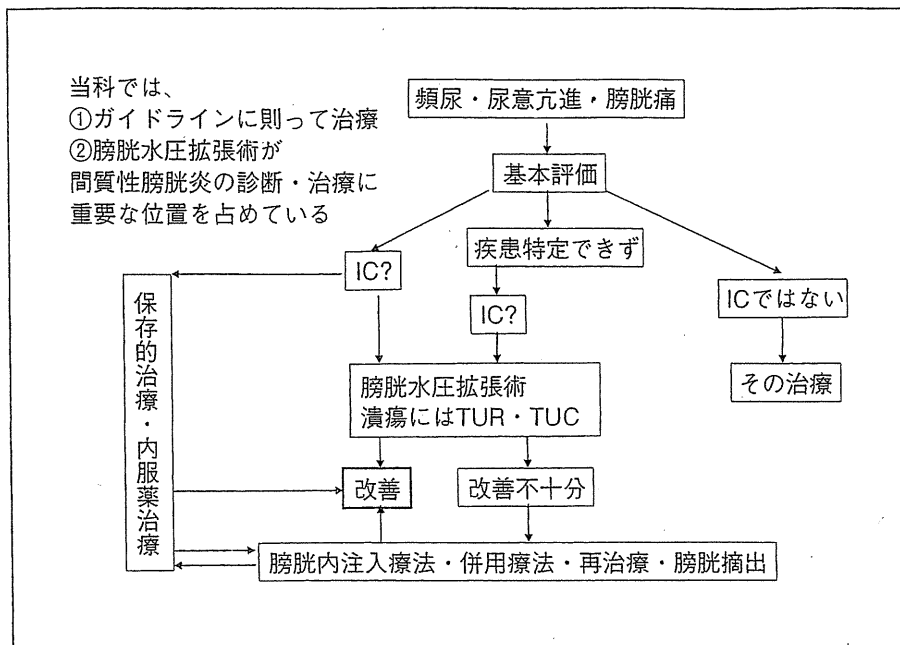 当科では、
①ガイドラインに則って治療
②膀胱水圧拡張術が
間質性膀胱炎の診断・治療に
重要な位置を占めている
頻尿・尿意亢進・膀胱痛
基本評価
疾患特定できず
IC?
IC?
ICではない
その治療
保存的治療・内服薬治療
膀胱水圧拡張術
潰瘍にはTUR・TUC
改善
改善不十分
膀胱内注入療法・併用療法・再治療・膀胱摘出